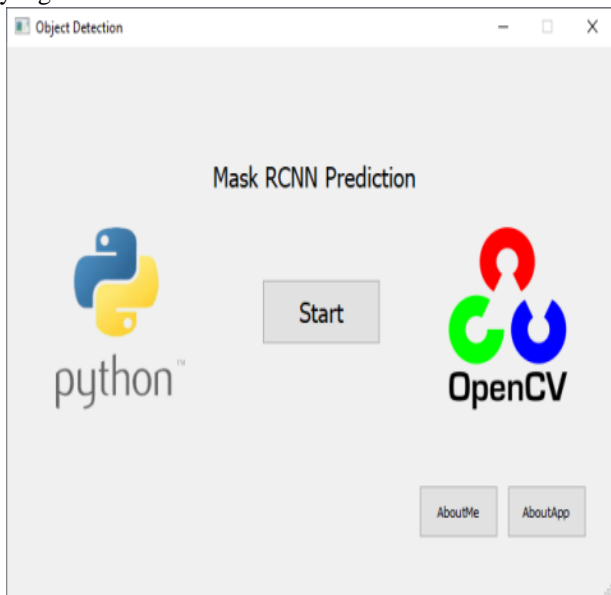 Object Detection
Mask RCNN Prediction
Start
python™
OpenCV
AboutMe
AboutApp